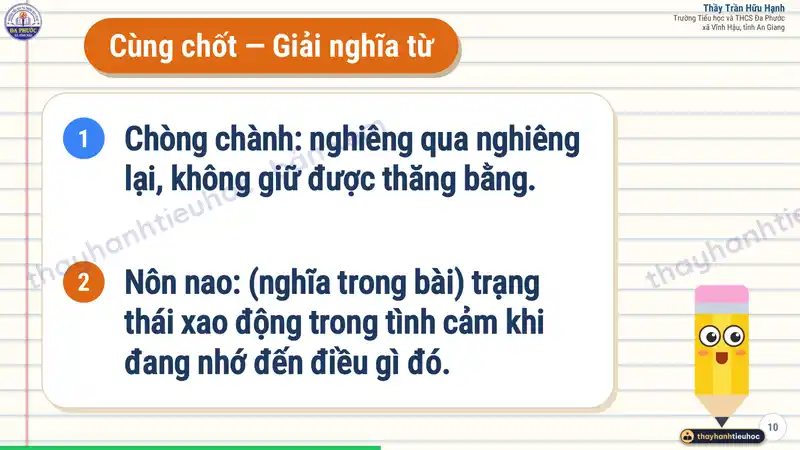 Thầy Trần Hữu Hạnh
Trường Tiểu học và THCS Đa Phước
xã Vĩnh Hậu, tỉnh An Giang
ĐA PHƯỚC
Cùng chốt – Giải nghĩa từ
1
Chòng chành: nghiêng qua nghiêng
lại, không giữ được thăng bằng.
2
Nôn nao: (nghĩa trong bài) trạng
thái xao động trong tình cảm khi
đang nhớ đến điều gì đó.
thayhanhtieuhoc
10